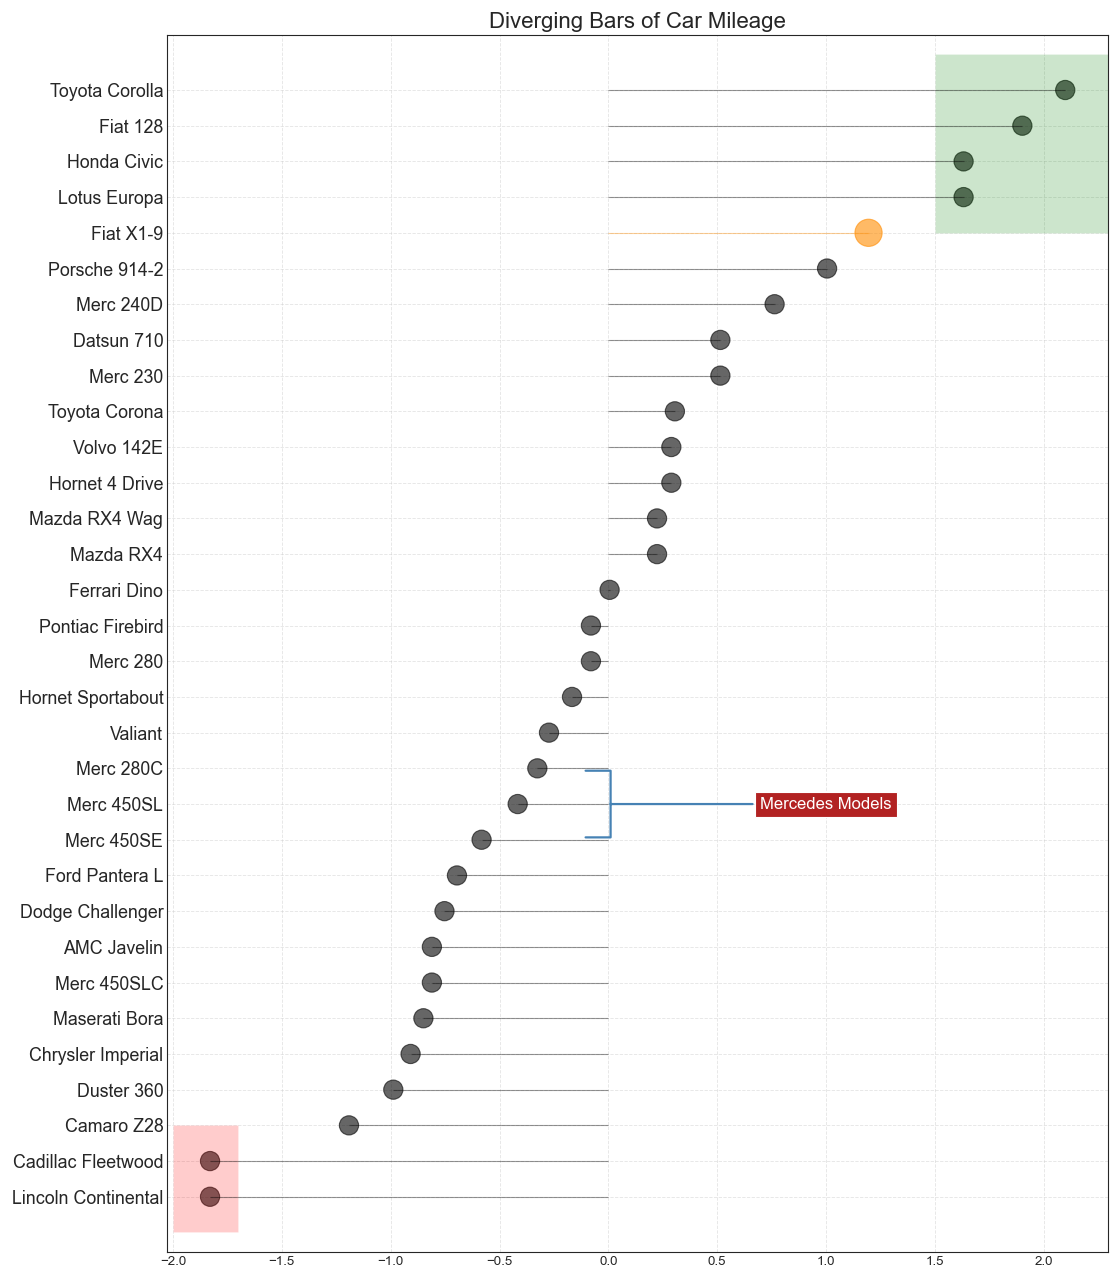 Diverging Bars of Car Mileage
Toyota Corolla
Fiat 128
Honda Civic
Lotus Europa
Fiat X1-9
Porsche 914-2
Merc 240D
Datsun 710
Merc 230
Toyota Corona
Volvo 142E
Hornet 4 Drive
Mazda RX4 Wag
Mazda RX4
Ferrari Dino
Pontiac Firebird
Merc 280
Hornet Sportabout
Valiant
Merc 280C
Merc 450SL
Mercedes Models
Merc 450SE
Ford Pantera L
Dodge Challenger
AMC Javelin
Merc 450SLC
Maserati Bora
Chrysler Imperial
Duster 360
Camaro Z28
Cadillac Fleetwood
Lincoln Continental
−2.0 −1.5 −1.0 −0.5 0.0 0.5 1.0 1.5 2.0